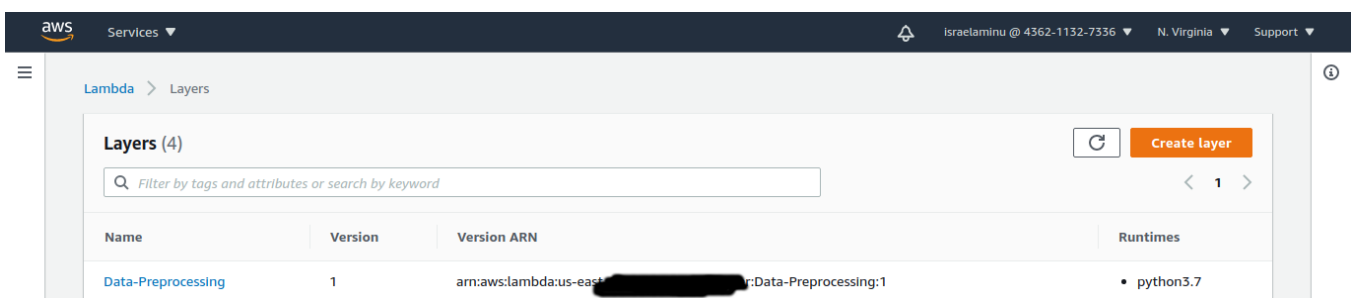 aws Services ▼ israelaminu @ 4362-1132-7336 ▼ N. Virginia ▼ Support ▼
Lambda > Layers
Layers (4) Create layer
Filter by tags and attributes or search by keyword < 1 >
Name Version Version ARN Runtimes
Data-Preprocessing 1 arn:aws:lambda:us-east r:Data-Preprocessing:1 • python3.7